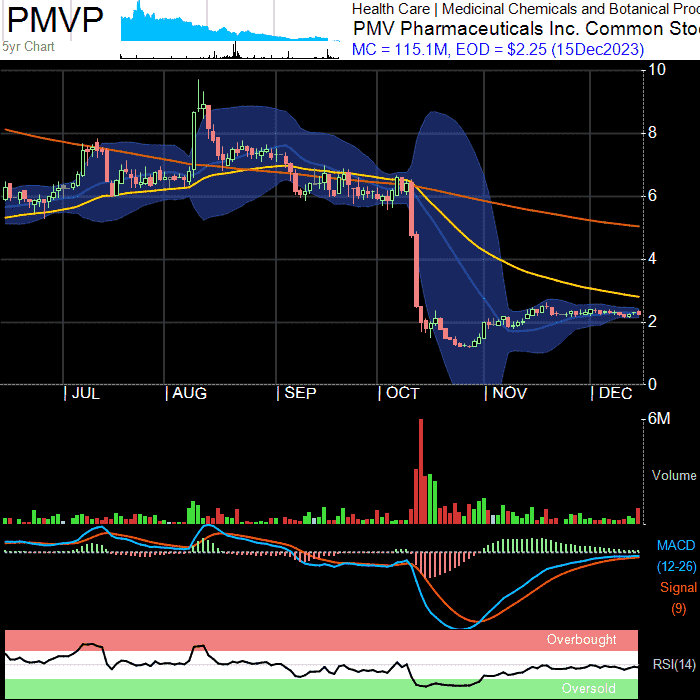 PMVP
5yr Chart
Health Care | Medicinal Chemicals and Botanical Proc
PMV Pharmaceuticals Inc. Common Sto
MC = 115.1M, EOD = $2.25 (15Dec2023)
10
8
6
4
2
0
| JUL | AUG | SEP | OCT | NOV | DEC
6M
Volume
MACD
(12-26)
Signal
(9)
Overbought
RSI(14)
Oversold